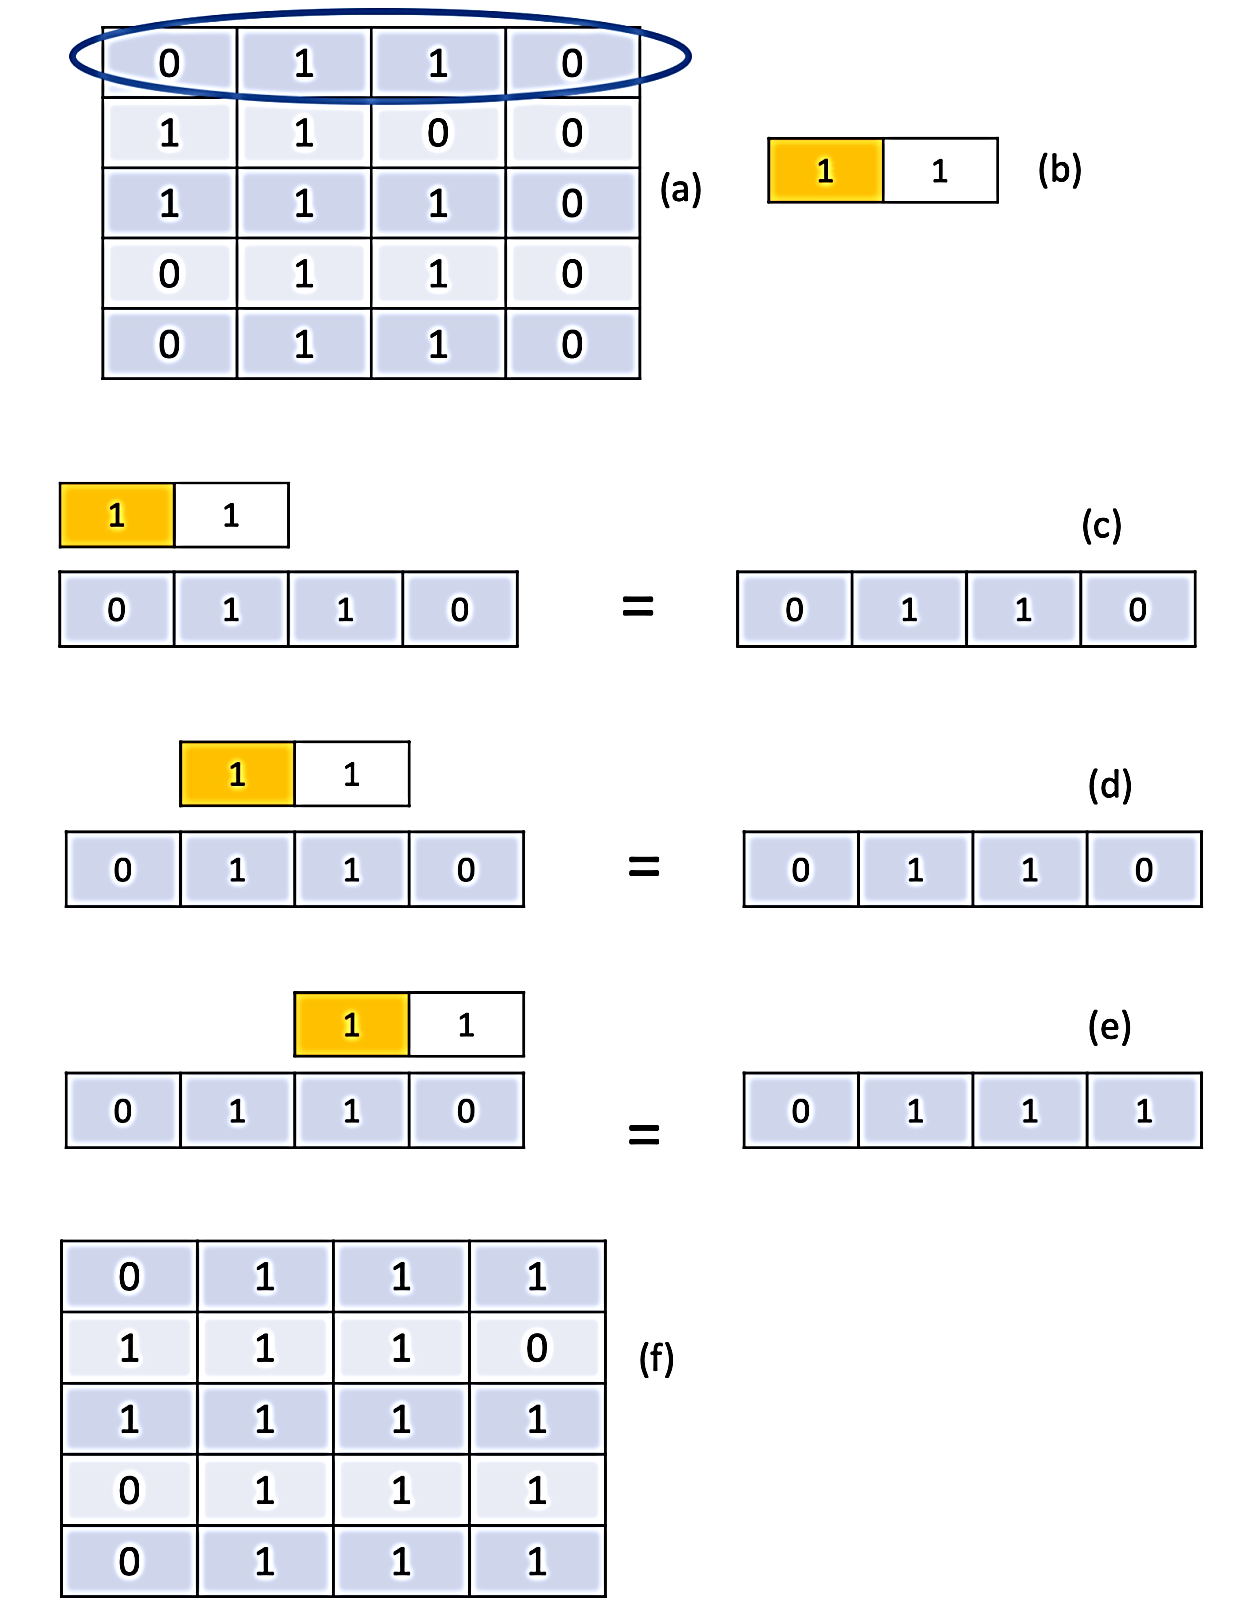 0 1 1 0
1 1 0 0
1 1 (b)
1 1 1 0 (a)
0 1 1 0
0 1 1 0
1 1 (c)
0 1 1 0 = 0 1 1 0
1 1 (d)
0 1 1 0 = 0 1 1 0
1 1 (e)
0 1 1 0 = 0 1 1 1
0 1 1 1
1 1 1 0 (f)
1 1 1 1
0 1 1 1
0 1 1 1